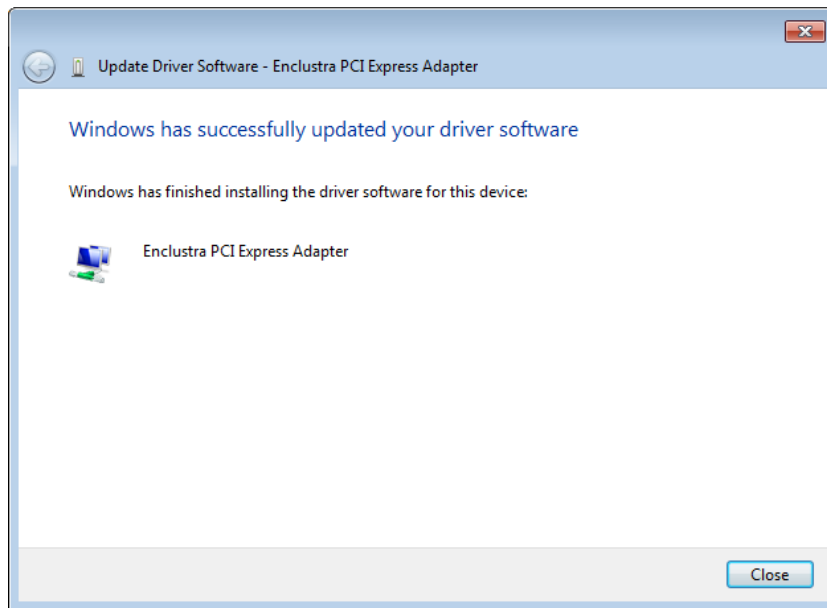 Update Driver Software - Enclustra PCI Express Adapter
Windows has successfully updated your driver software
Windows has finished installing the driver software for this device:
Enclustra PCI Express Adapter
Close